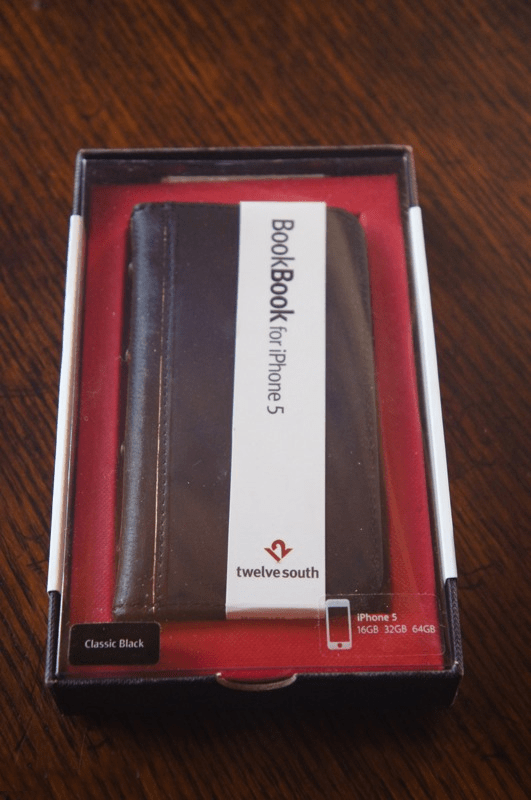 BookBook for iPhone 5
twelve south
Classic Black
iPhone 5
16GB 32GB 64GB